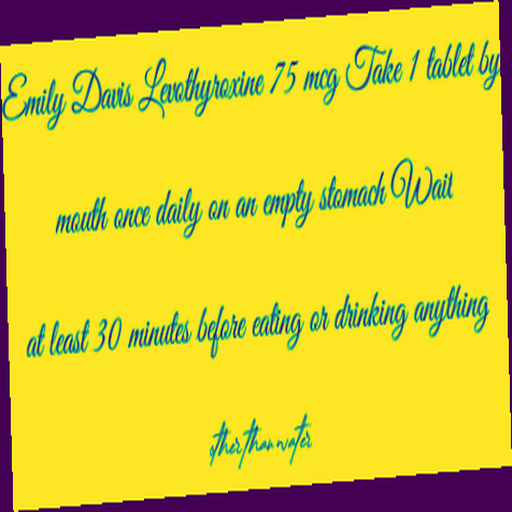 Emily Davis Levothyroxine 75 mcg Take 1 tablet by
mouth once daily on an empty stomach Wait
at least 30 minutes before eating or drinking anything
other than water